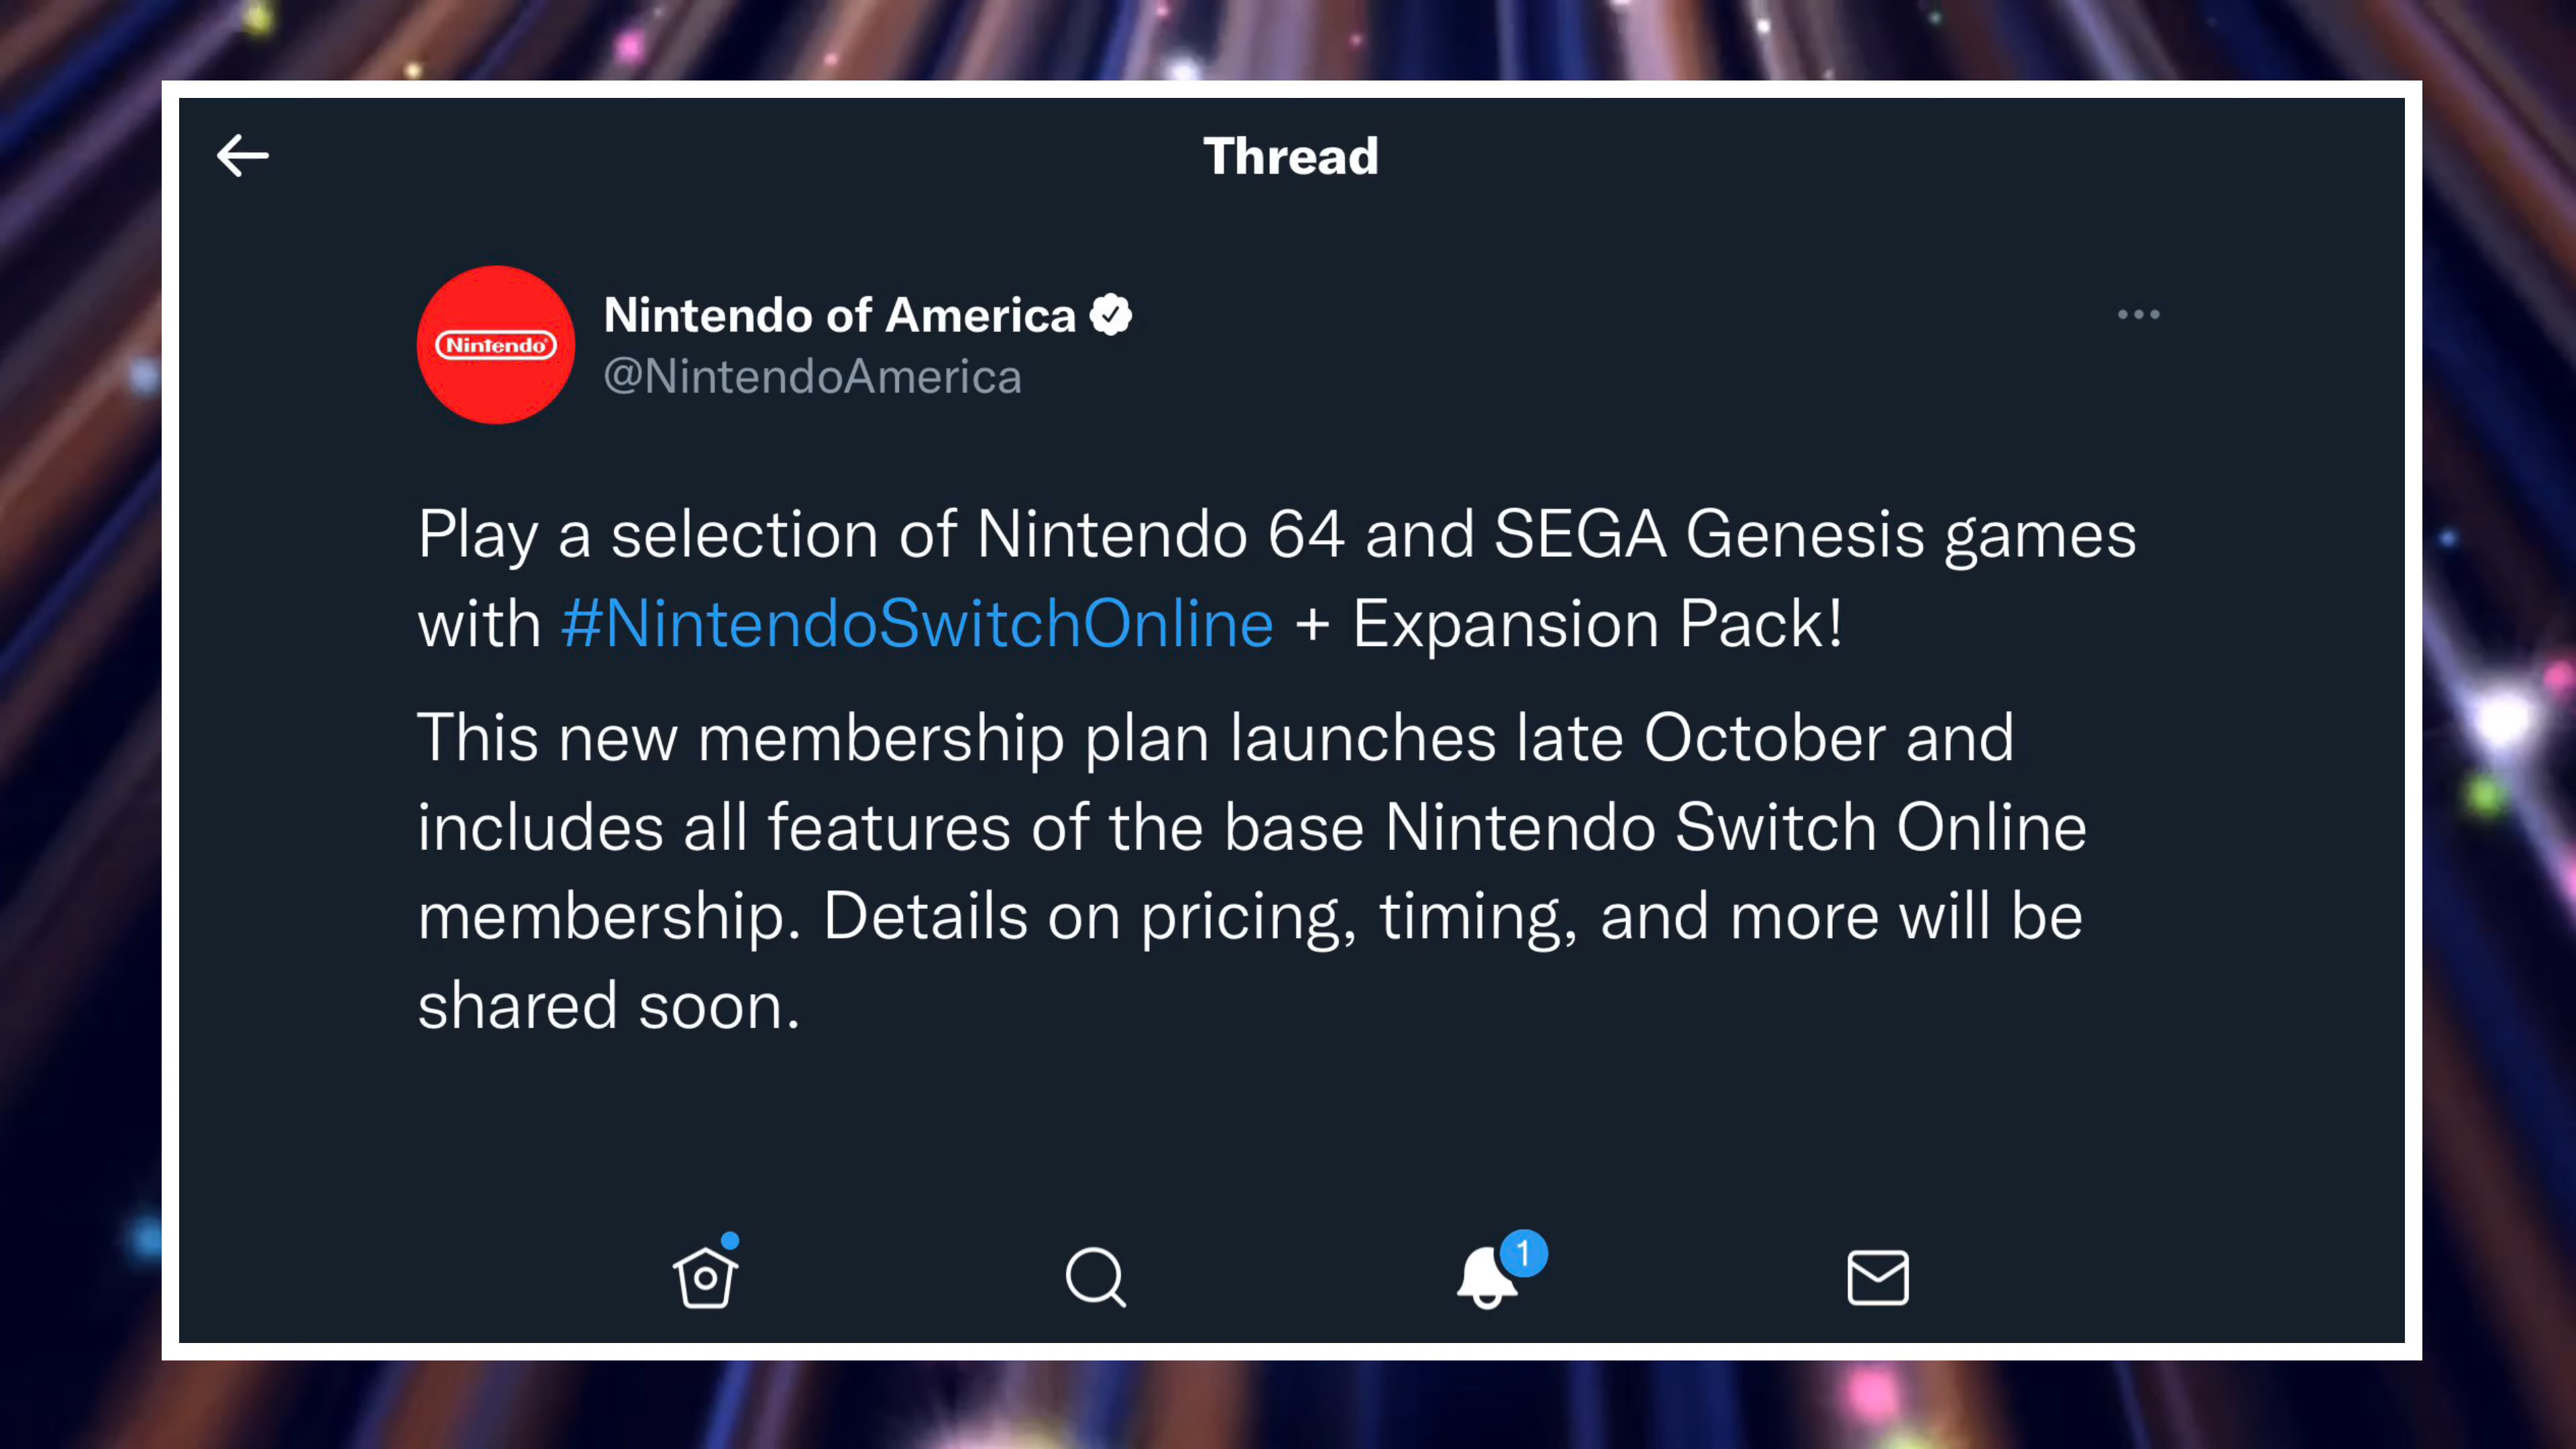 Thread
Nintendo
Nintendo of America
@NintendoAmerica
Play a selection of Nintendo 64 and SEGA Genesis games
with #NintendoSwitchOnline + Expansion Pack!
This new membership plan launches late October and
includes all features of the base Nintendo Switch Online
membership. Details on pricing, timing, and more will be
shared soon.
1